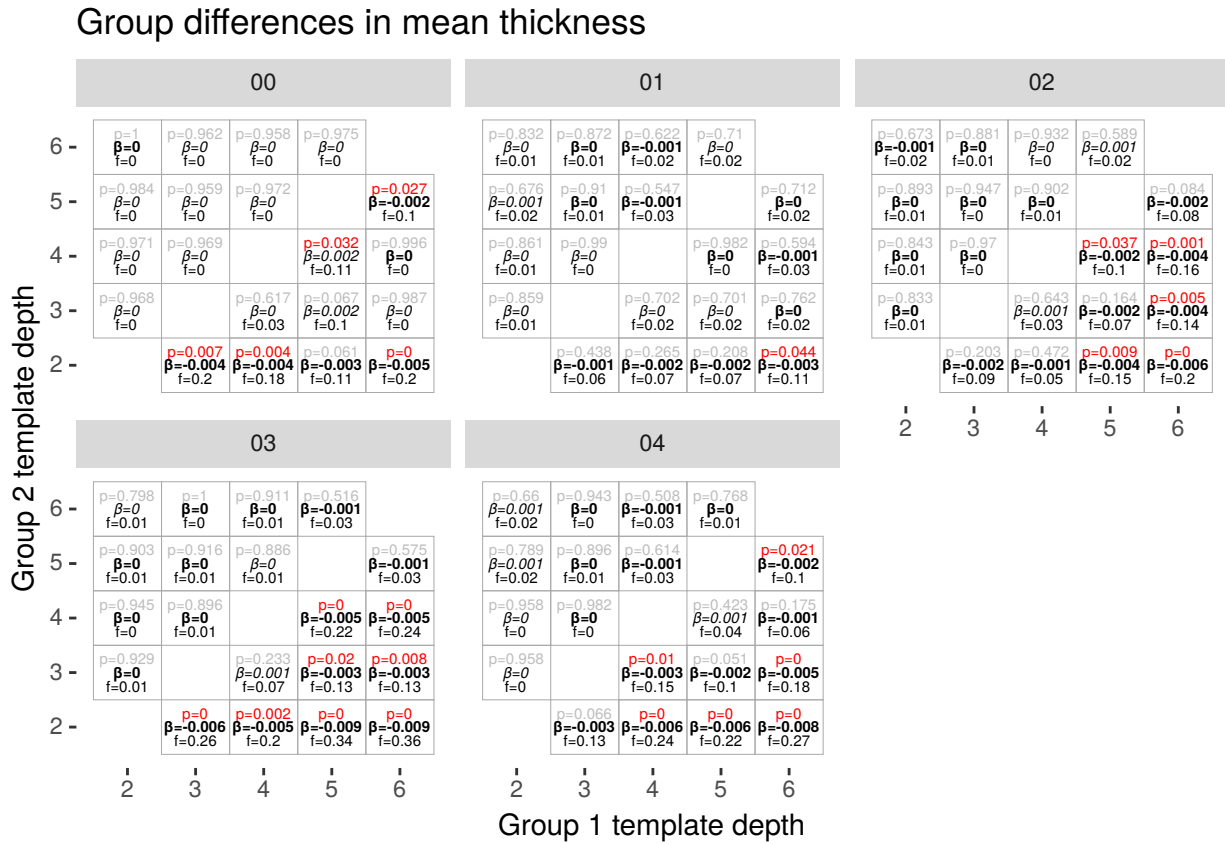 Group differences in mean thickness
00
01
02
6
p=1 p=0.962 p=0.958 p=0.975
β=0 β=0 β=0 β=0
f=0 f=0 f=0 f=0
p=0.832 p=0.872 p=0.622 p=0.71
β=0 β=0 β=-0.001 β=0
f=0.01 f=0.01 f=0.02 f=0.02
p=0.673 p=0.881 p=0.932 p=0.589
β=-0.001 β=0 β=0 β=0.001
f=0.02 f=0.01 f=0 f=0.02
5
p=0.984 p=0.959 p=0.972 p=0.027
β=0 β=0 β=0 β=-0.002
f=0 f=0 f=0 f=0.1
p=0.676 p=0.91 p=0.547 p=0.712
β=0.001 β=0 β=-0.001 β=0
f=0.02 f=0.01 f=0.03 f=0.02
p=0.893 p=0.947 p=0.902 p=0.084
β=0 β=0 β=0 β=-0.002
f=0.01 f=0 f=0.01 f=0.08
4
p=0.971 p=0.969 p=0.032 p=0.996
β=0 β=0 β=0.002 β=0
f=0 f=0 f=0.11 f=0
p=0.861 p=0.99 p=0.982 p=0.594
β=0 β=0 β=0 β=-0.001
f=0.01 f=0 f=0 f=0.03
p=0.843 p=0.97 p=0.037 p=0.001
β=0 β=0 β=-0.002 β=-0.004
f=0.01 f=0 f=0.1 f=0.16
3
p=0.968 p=0.617 p=0.067 p=0.987
β=0 β=0 β=0.002 β=0
f=0 f=0.03 f=0.1 f=0
p=0.859 p=0.702 p=0.701 p=0.762
β=0 β=0 β=0 β=0
f=0.01 f=0.02 f=0.02 f=0.02
p=0.833 p=0.643 p=0.164 p=0.005
β=0 β=0.001 β=-0.002 β=-0.004
f=0.01 f=0.03 f=0.07 f=0.14
2
p=0.007 p=0.004 p=0.061 p=0
β=-0.004 β=-0.004 β=-0.003 β=-0.005
f=0.2 f=0.18 f=0.11 f=0.2
p=0.438 p=0.265 p=0.208 p=0.044
β=-0.001 β=-0.002 β=-0.002 β=-0.003
f=0.06 f=0.07 f=0.07 f=0.11
p=0.203 p=0.472 p=0.009 p=0
β=-0.002 β=-0.001 β=-0.004 β=-0.006
f=0.09 f=0.05 f=0.15 f=0.2
2 3 4 5 6
03
04
6
p=0.798 p=1 p=0.911 p=0.516
β=0 β=0 β=0 β=-0.001
f=0.01 f=0 f=0.01 f=0.03
p=0.66 p=0.943 p=0.508 p=0.768
β=0.001 β=0 β=-0.001 β=0
f=0.02 f=0 f=0.03 f=0.01
5
p=0.903 p=0.916 p=0.886 p=0.575
β=0 β=0 β=0 β=-0.001
f=0.01 f=0.01 f=0.01 f=0.03
p=0.789 p=0.896 p=0.614 p=0.021
β=0.001 β=0 β=-0.001 β=-0.002
f=0.02 f=0.01 f=0.03 f=0.1
4
p=0.945 p=0.896 p=0 p=0
β=0 β=0 β=-0.005 β=-0.005
f=0 f=0.01 f=0.22 f=0.24
p=0.958 p=0.982 p=0.423 p=0.175
β=0 β=0 β=0.001 β=-0.001
f=0 f=0 f=0.04 f=0.06
3
p=0.929 p=0.233 p=0.02 p=0.008
β=0 β=0.001 β=-0.003 β=-0.003
f=0.01 f=0.07 f=0.13 f=0.13
p=0.958 p=0.01 p=0.051 p=0
β=0 β=-0.003 β=-0.002 β=-0.005
f=0 f=0.15 f=0.1 f=0.18
2
p=0 p=0.002 p=0 p=0
β=-0.006 β=-0.005 β=-0.009 β=-0.009
f=0.26 f=0.2 f=0.34 f=0.36
p=0.066 p=0 p=0 p=0
β=-0.003 β=-0.006 β=-0.006 β=-0.008
f=0.13 f=0.24 f=0.22 f=0.27
2 3 4 5 6
2 3 4 5 6
Group 1 template depth
Group 2 template depth